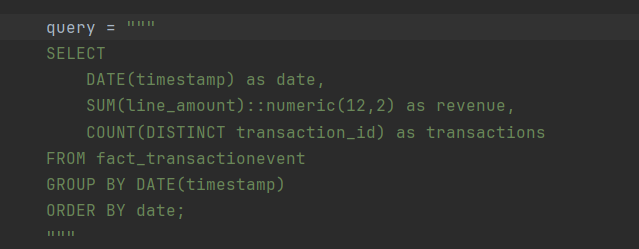 query = """
SELECT
    DATE(timestamp) as date,
    SUM(line_amount)::numeric(12,2) as revenue,
    COUNT(DISTINCT transaction_id) as transactions
FROM fact_transactionevent
GROUP BY DATE(timestamp)
ORDER BY date;
"""